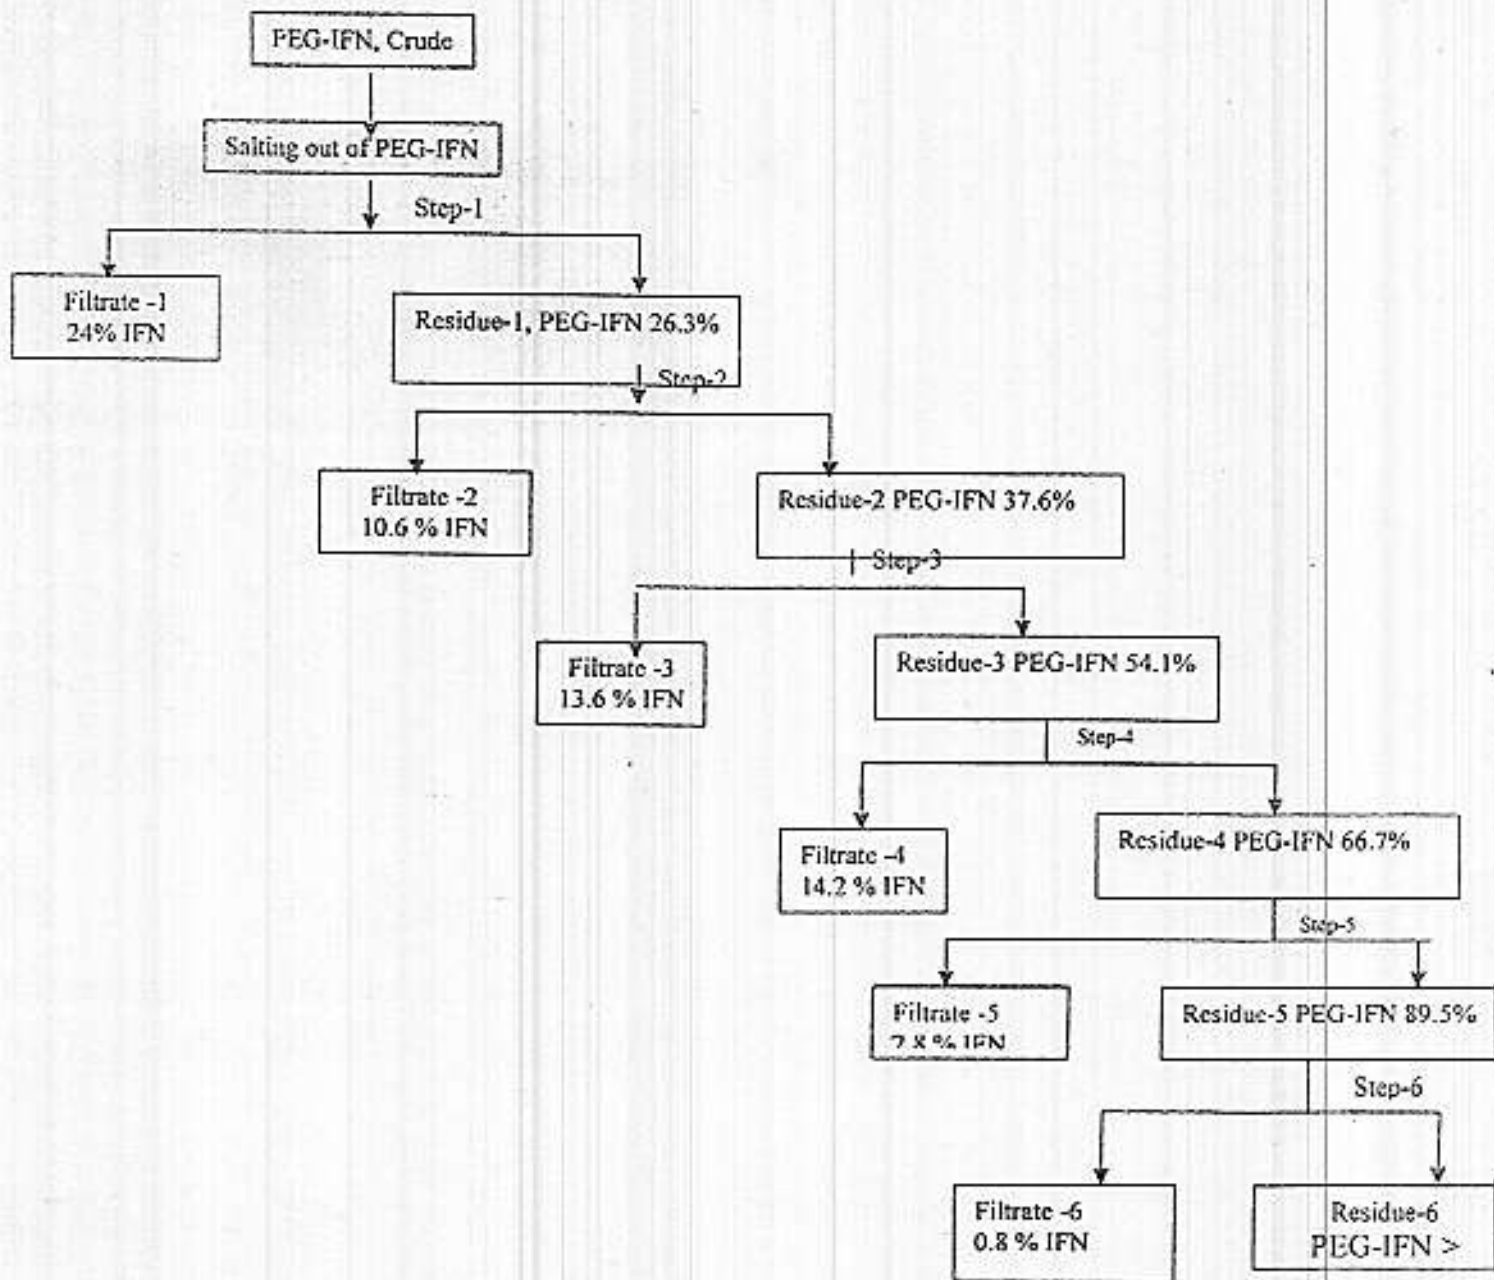 PEG-IFN, Crude
Salting out of PEG-IFN
Step-1
Filtrate -1
24% IFN
Residue-1, PEG-IFN 26.3%
Step-2
Filtrate -2
10.6 % IFN
Residue-2 PEG-IFN 37.6%
Step-3
Filtrate -3
13.6 % IFN
Residue-3 PEG-IFN 54.1%
Step-4
Filtrate -4
14.2 % IFN
Residue-4 PEG-IFN 66.7%
Step-5
Filtrate -5
% IFN
Residue-5 PEG-IFN 89.5%
Step-6
Filtrate -6
0.8 % IFN
Residue-6
PEG-IFN >